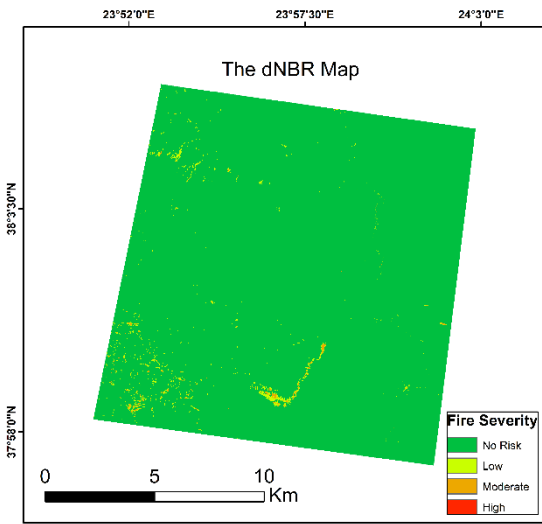 23°52'0"E 23°57'30"E 24°3'0"E
The dNBR Map
38°3'30"N
37°58'0"N
Fire Severity
No Risk
Low
Moderate
High
0 5 10
Km